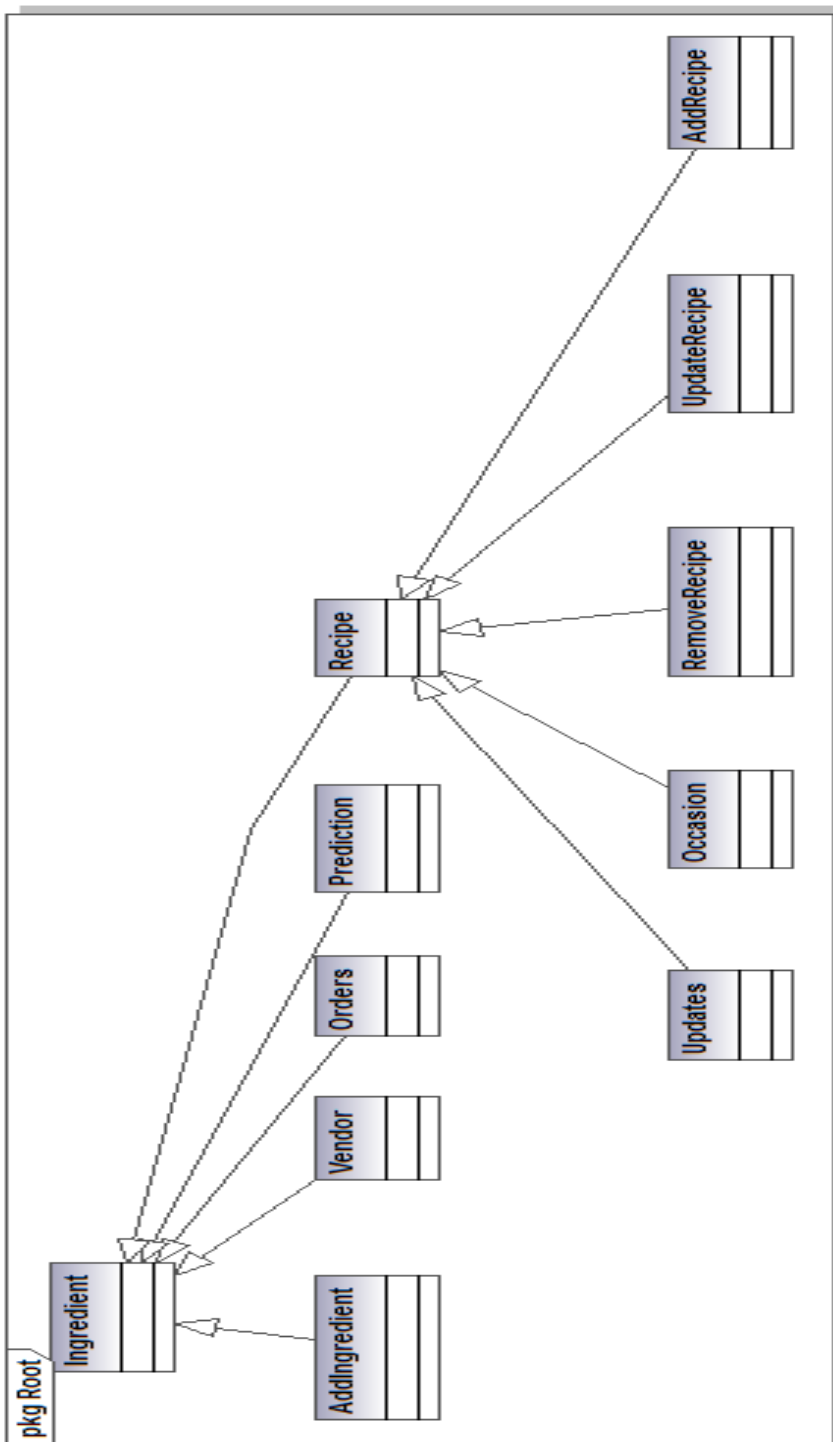 pkg Root
Ingredient
AddIngredient
Vendor
Orders
Prediction
Recipe
Updates
Occasion
RemoveRecipe
UpdateRecipe
AddRecipe